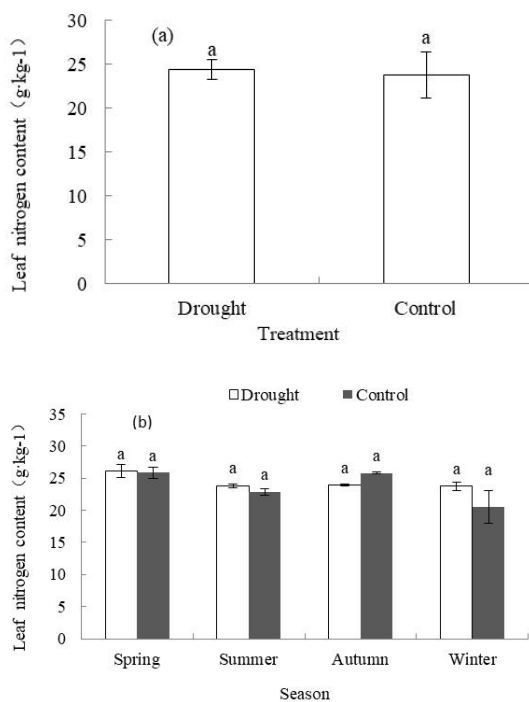 (a)
Leaf nitrogen content（g·kg-1）
30
25
20
15
10
5
0
a a
Drought Control
Treatment
Drought Control
(b)
Leaf nitrogen content（g·kg-1）
35
30
25
20
15
10
5
0
a a a a a a a a
Spring Summer Autumn Winter
Season